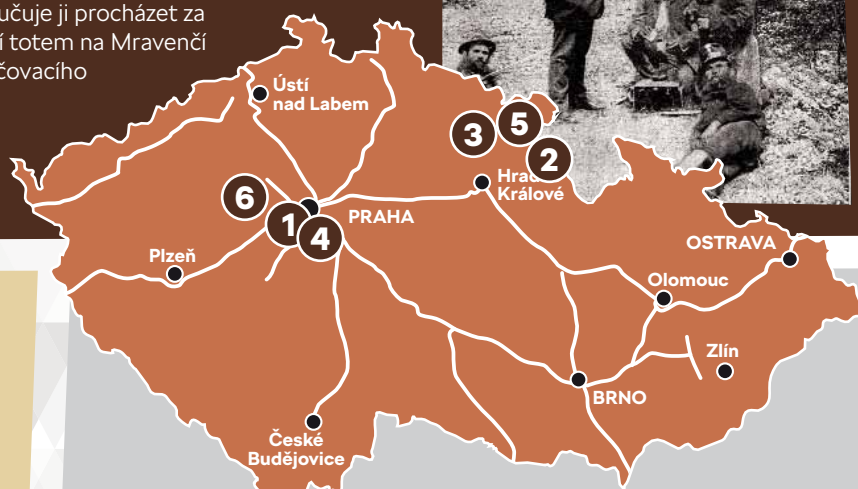 učuje ji procházet za
í totem na Mravenčí
čovacího
Ústí
nad Labem
3
5
2
Hradec
Králové
6
1
4
PRAHA
OSTRAVA
Plzeň
Olomouc
Zlín
BRNO
České
Budějovice